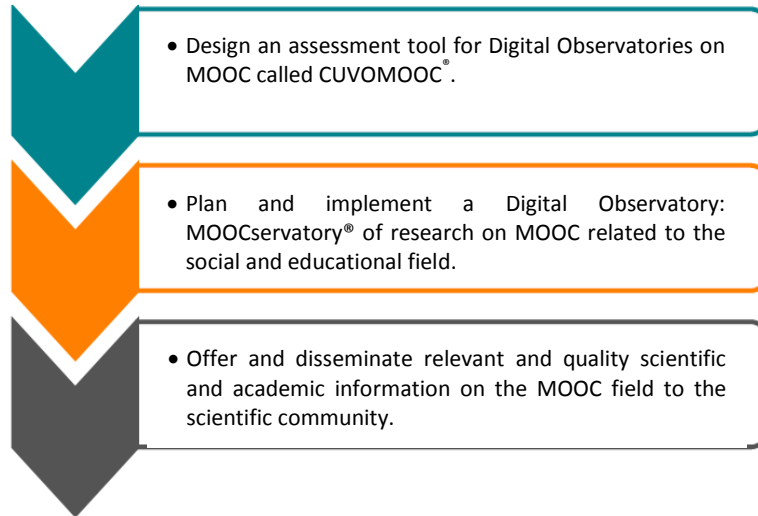 • Design an assessment tool for Digital Observatories on
MOOC called CUVOMOOC®.
• Plan and implement a Digital Observatory:
MOOCservatory® of research on MOOC related to the
social and educational field.
• Offer and disseminate relevant and quality scientific
and academic information on the MOOC field to the
scientific community.